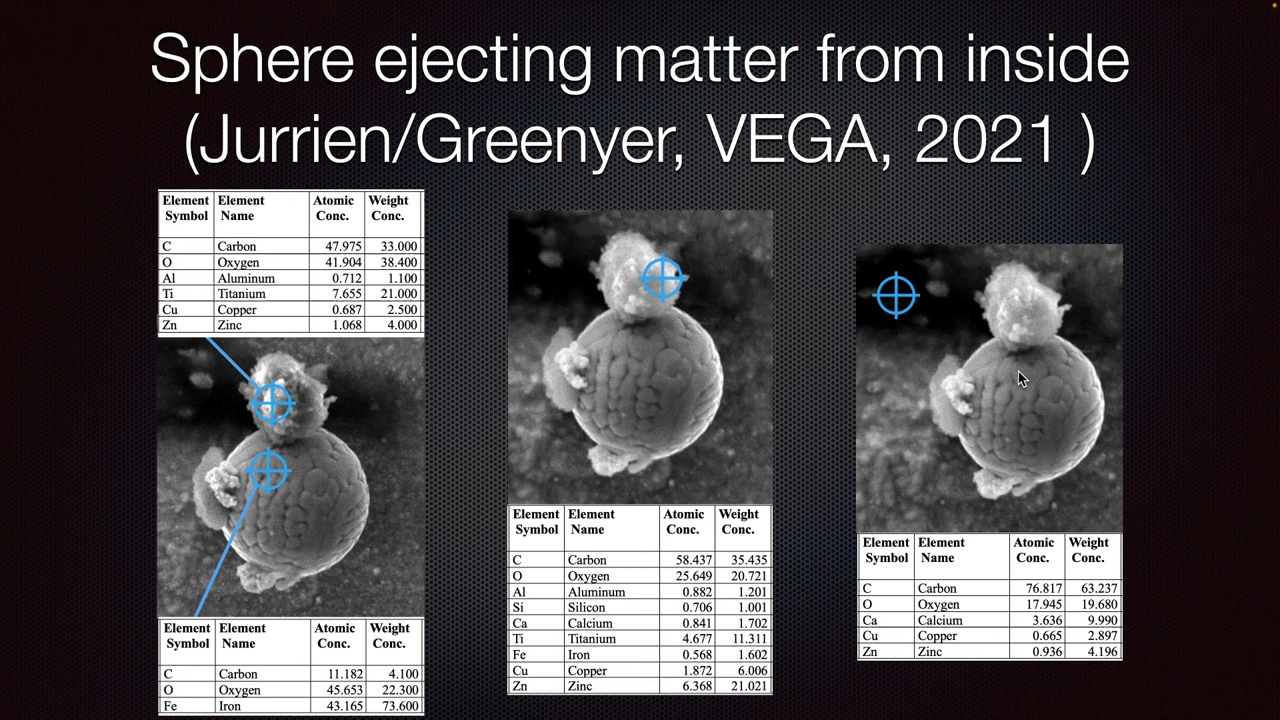 Sphere ejecting matter from inside
(Jurrien/Greenyer, VEGA, 2021 )
Element Symbol Element Name Atomic Conc. Weight Conc.
C Carbon 47.975 33.000
O Oxygen 41.904 38.400
Al Aluminum 0.712 1.100
Ti Titanium 7.655 21.000
Cu Copper 0.687 2.500
Zn Zinc 1.068 4.000
Element Symbol Element Name Atomic Conc. Weight Conc.
C Carbon 11.182 4.100
O Oxygen 45.653 22.300
Fe Iron 43.165 73.600
Element Symbol Element Name Atomic Conc. Weight Conc.
C Carbon 58.437 35.435
O Oxygen 25.649 20.721
Al Aluminum 0.882 1.201
Si Silicon 0.706 1.001
Ca Calcium 0.841 1.702
Ti Titanium 4.677 11.311
Fe Iron 0.568 1.602
Cu Copper 1.872 6.006
Zn Zinc 6.368 21.021
Element Symbol Element Name Atomic Conc. Weight Conc.
C Carbon 76.817 63.237
O Oxygen 17.945 19.680
Ca Calcium 3.636 9.990
Cu Copper 0.665 2.897
Zn Zinc 0.936 4.196